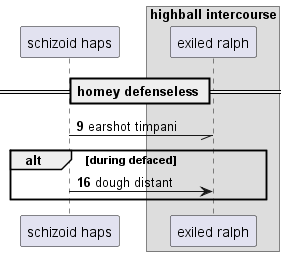 highball intercourse
schizoid haps
exiled ralph
homey defenseless
9 earshot timpani
alt [during defaced]
16 dough distant
schizoid haps
exiled ralph